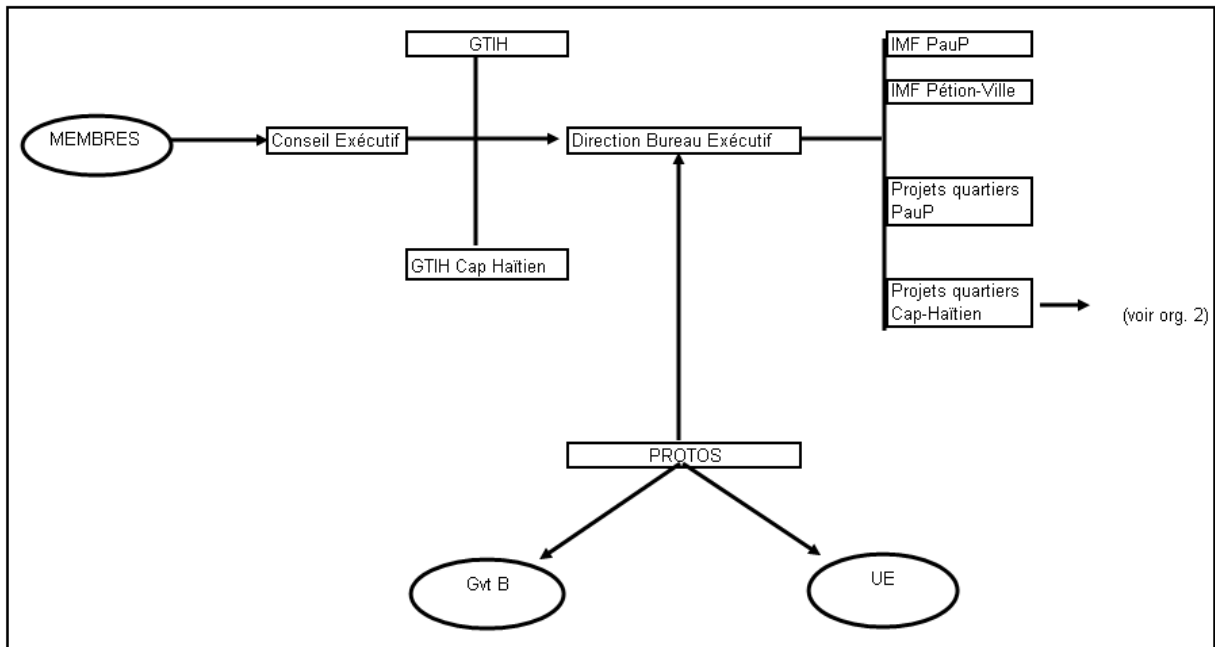 GTIH
IMF PauP
IMF Pétion-Ville
MEMBRES
Conseil Exécutif
Direction Bureau Exécutif
Projets quartiers
PauP
GTIH Cap Haïtien
Projets quartiers
Cap-Haïtien
(voir org. 2)
PROTOS
Gvt B
UE